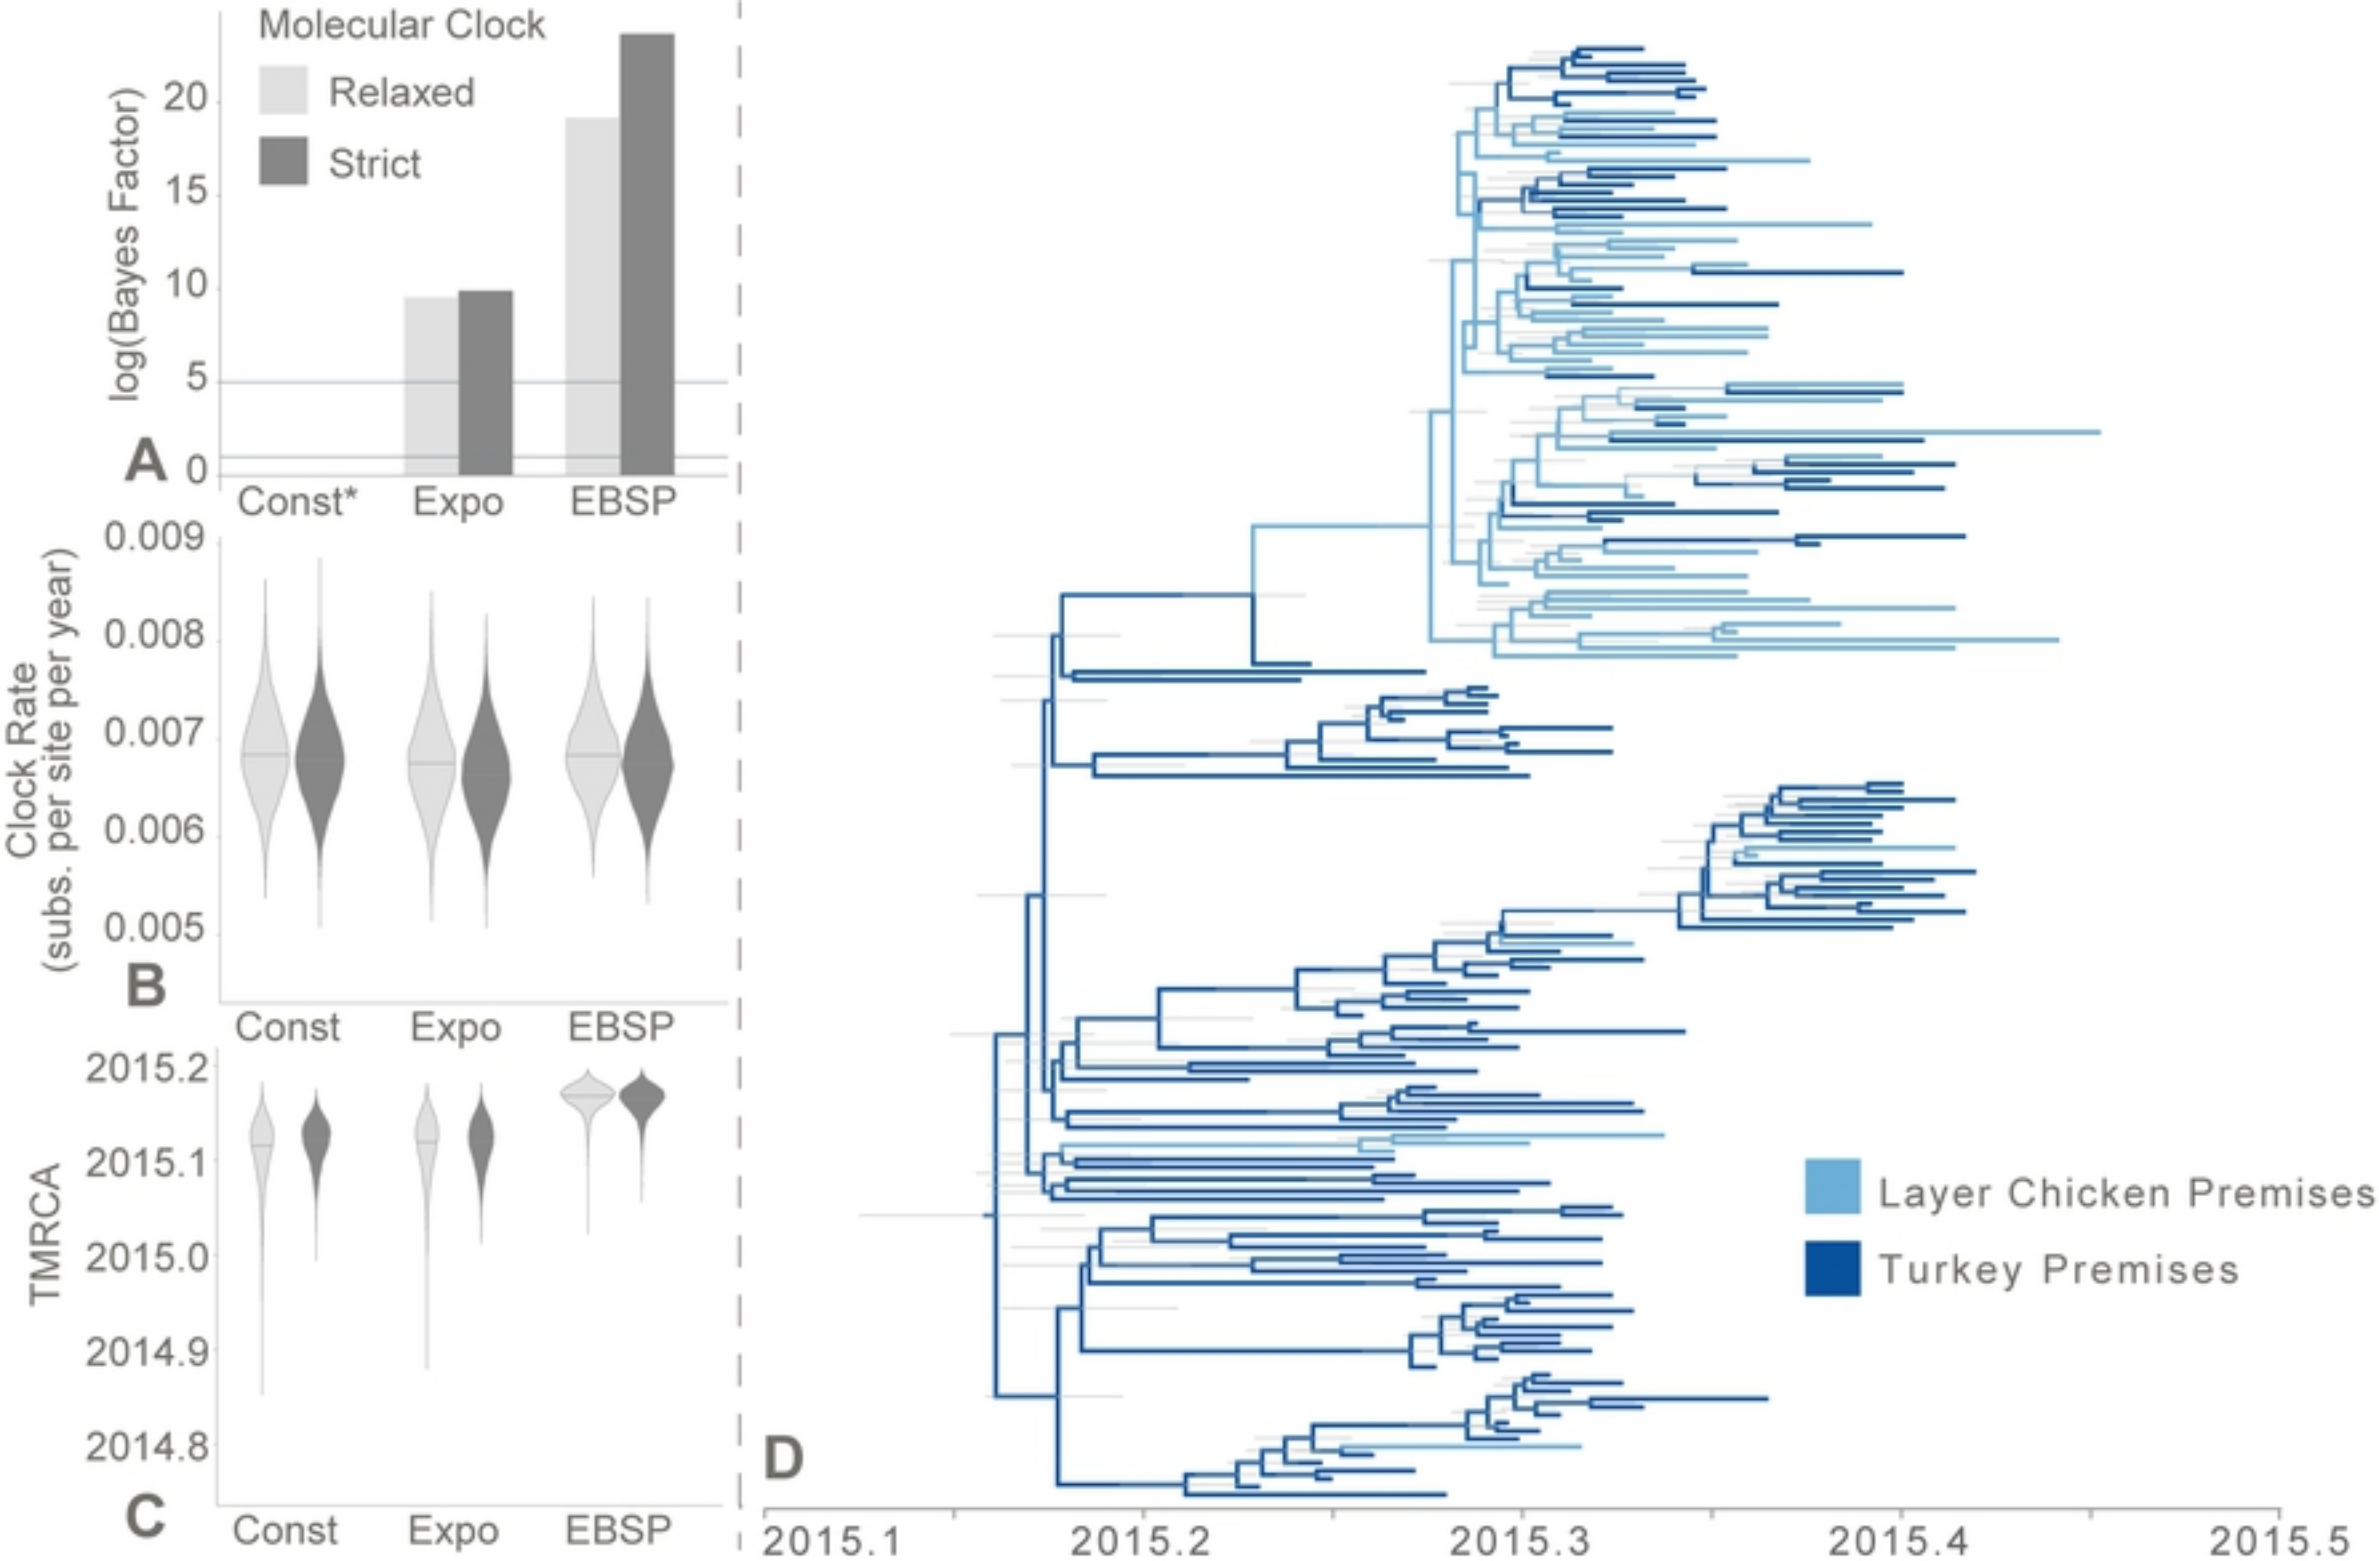 Molecular Clock
Relaxed
Strict
log(Bayes Factor)
20
15
10
5
0
A
Const*
Expo
EBSP
Clock Rate
(subs. per site per year)
0.009
0.008
0.007
0.006
0.005
B
Const
Expo
EBSP
TMRCA
2015.2
2015.1
2015.0
2014.9
2014.8
C
Const
Expo
EBSP
Layer Chicken Premises
Turkey Premises
D
2015.1
2015.2
2015.3
2015.4
2015.5